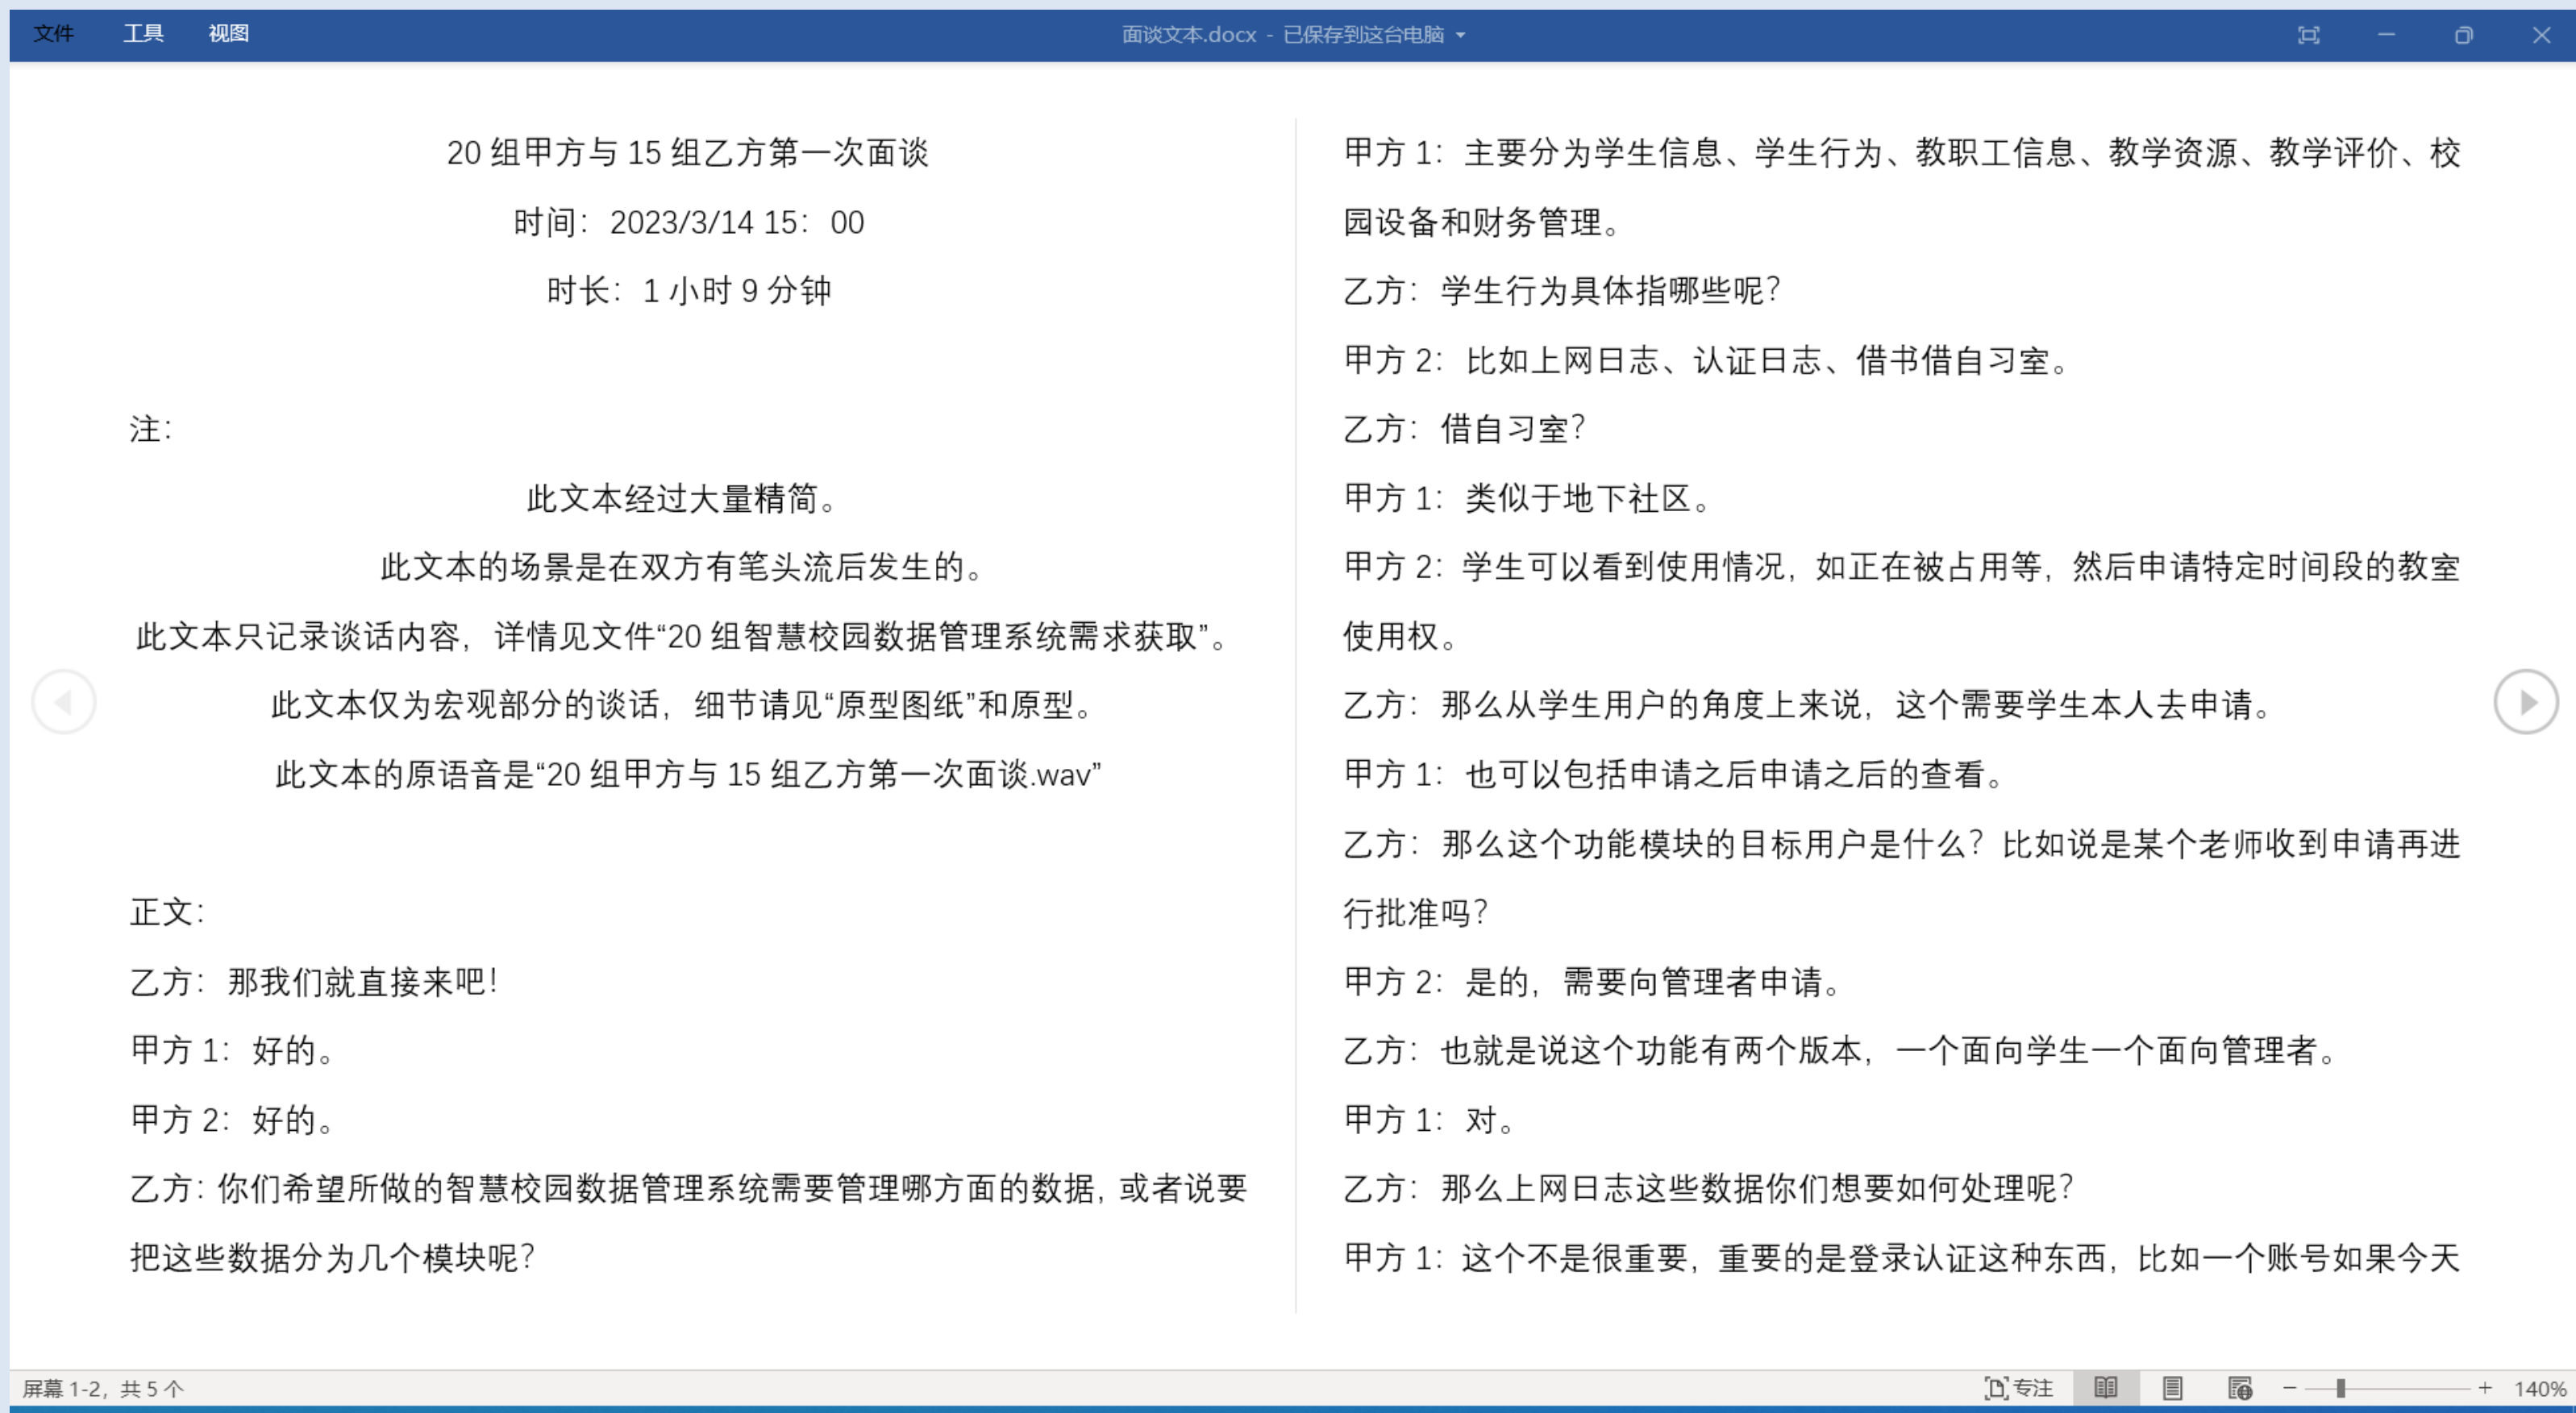 文件 工具 视图 面谈文本.docx - 已保存到这台电脑
20 组甲方与 15 组乙方第一次面谈
时间：2023/3/14 15：00
时长：1 小时 9 分钟
注：
此文本经过大量精简。
此文本的场景是在双方有笔头流后发生的。
此文本只记录谈话内容，详情见文件“20 组智慧校园数据管理系统需求获取”。
此文本仅为宏观部分的谈话，细节请见“原型图纸”和原型。
此文本的原语音是“20 组甲方与 15 组乙方第一次面谈.wav”
正文：
乙方：那我们就直接来吧！
甲方 1：好的。
甲方 2：好的。
乙方：你们希望所做的智慧校园数据管理系统需要管理哪方面的数据，或者说要
把这些数据分为几个模块呢？
甲方 1：主要分为学生信息、学生行为、教职工信息、教学资源、教学评价、校
园设备和财务管理。
乙方：学生行为具体指哪些呢？
甲方 2：比如上网日志、认证日志、借书借自习室。
乙方：借自习室？
甲方 1：类似于地下社区。
甲方 2：学生可以看到使用情况，如正在被占用等，然后申请特定时间段的教室
使用权。
乙方：那么从学生用户的角度上来说，这个需要学生本人去申请。
甲方 1：也可以包括申请之后申请之后的查看。
乙方：那么这个功能模块的目标用户是什么？比如说是某个老师收到申请再进
行批准吗？
甲方 2：是的，需要向管理者申请。
乙方：也就是说这个功能有两个版本，一个面向学生一个面向管理者。
甲方 1：对。
乙方：那么上网日志这些数据你们想要如何处理呢？
甲方 1：这个不是很重要，重要的是登录认证这种东西，比如一个账号如果今天
屏幕 1-2，共 5 个 专注 140%